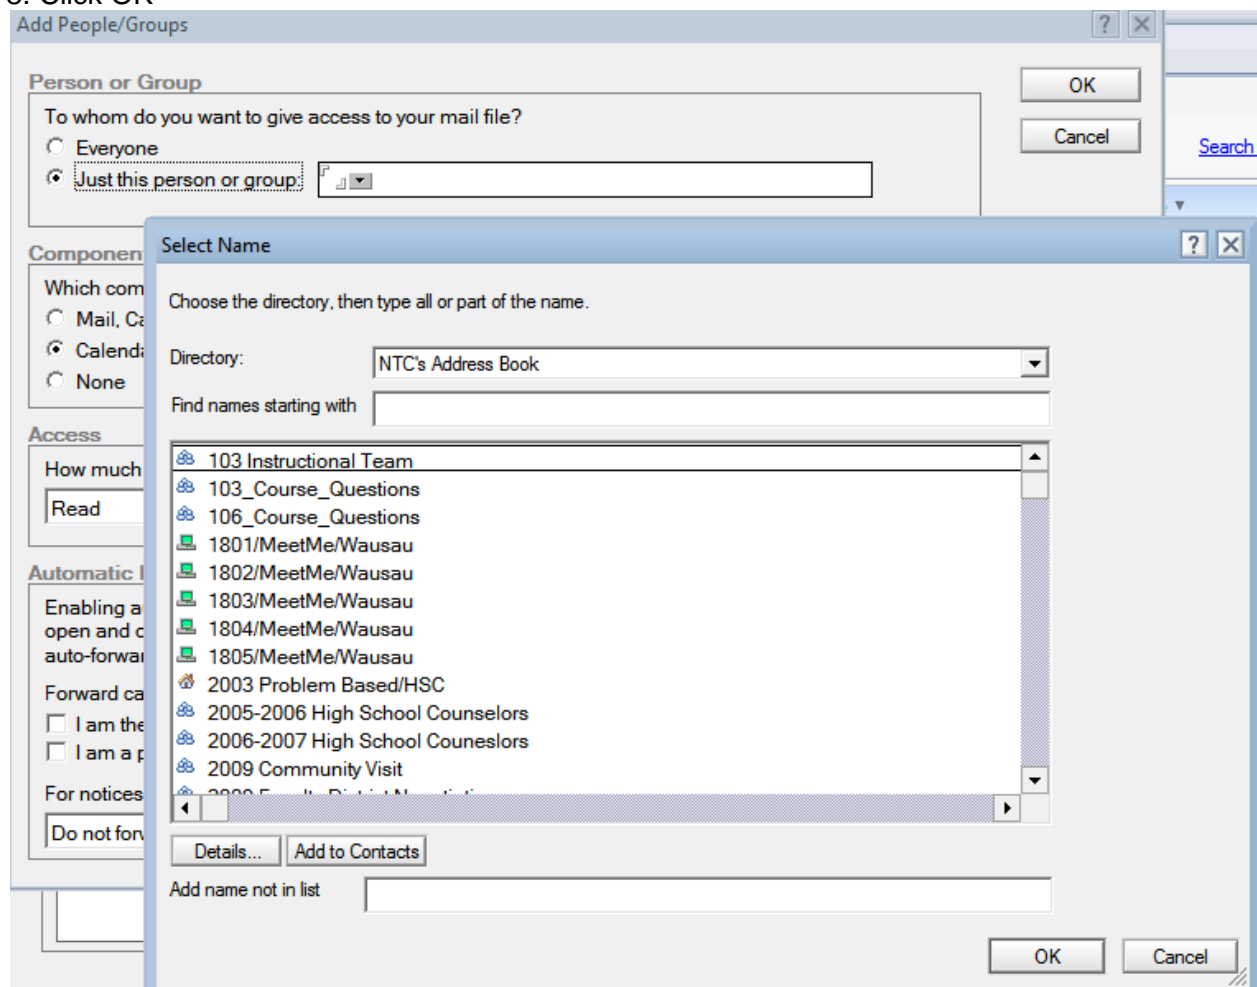 Click OK
Add People/Groups
Person or Group
OK
To whom do you want to give access to your mail file?
Cancel
Everyone
Search
Just this person or group:
Select Name
Componen
Which com
Choose the directory, then type all or part of the name.
Mail, Ca
Calenda
Directory:
NTC's Address Book
None
Find names starting with
Access
How much
Read
103 Instructional Team
103_Course_Questions
106_Course_Questions
1801/MeetMe/Wausau
1802/MeetMe/Wausau
1803/MeetMe/Wausau
1804/MeetMe/Wausau
1805/MeetMe/Wausau
2003 Problem Based/HSC
2005-2006 High School Counselors
2006-2007 High School Couneslors
2009 Community Visit
Automatic
Enabling a
open and c
auto-forwar
Forward ca
I am the
I am a p
For notices
Do not forw
Details...
Add to Contacts
Add name not in list
OK
Cancel